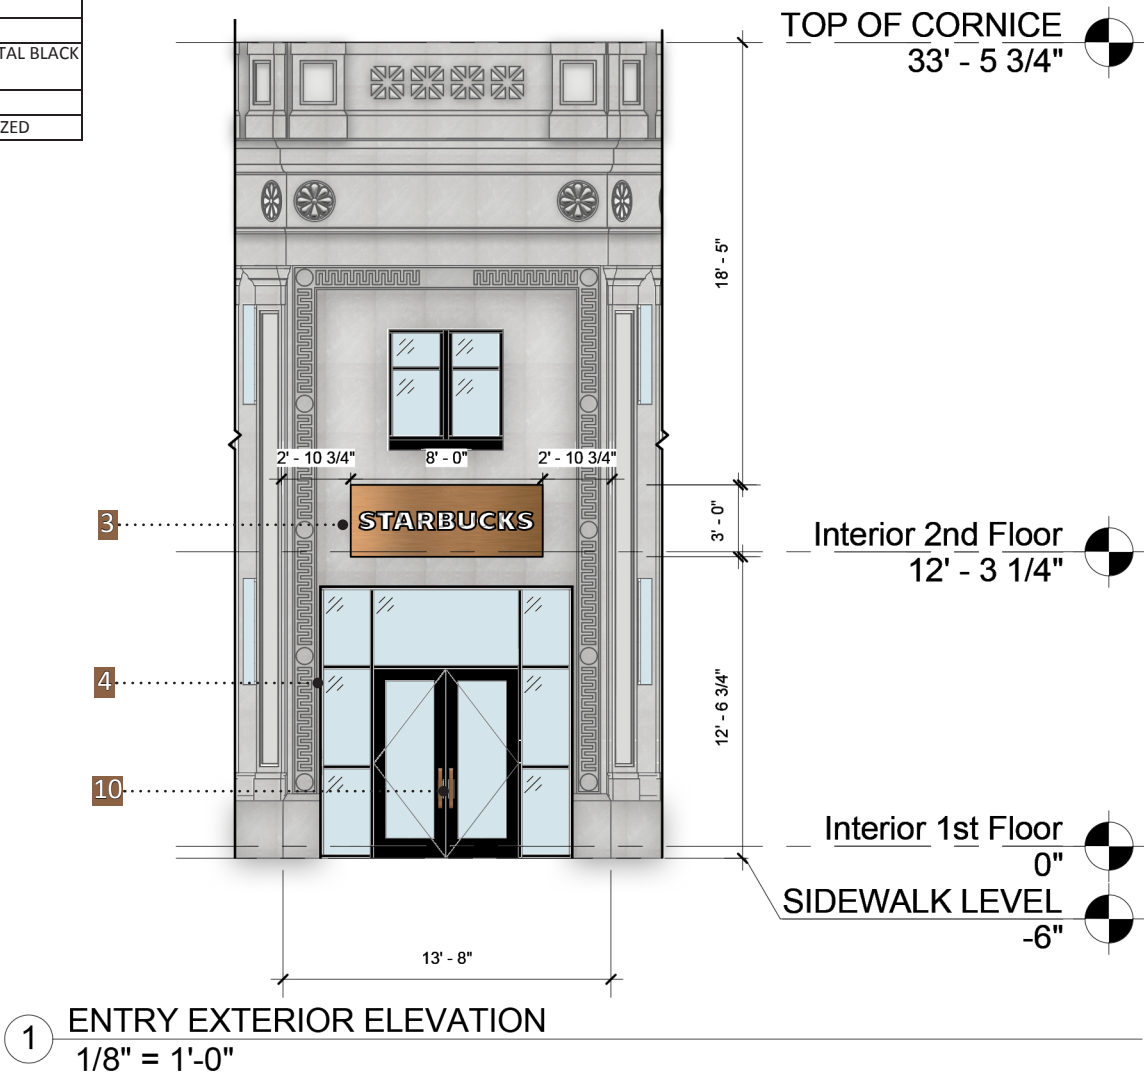 TAL BLACK
ZED
TOP OF CORNICE
33' - 5 3/4"
18' - 5"
2' - 10 3/4"
8' - 0"
2' - 10 3/4"
3
STARBUCKS
3' - 0"
Interior 2nd Floor
12' - 3 1/4"
4
12' - 6 3/4"
10
Interior 1st Floor
0"
SIDEWALK LEVEL
-6"
13' - 8"
1
ENTRY EXTERIOR ELEVATION
1/8" = 1'-0"